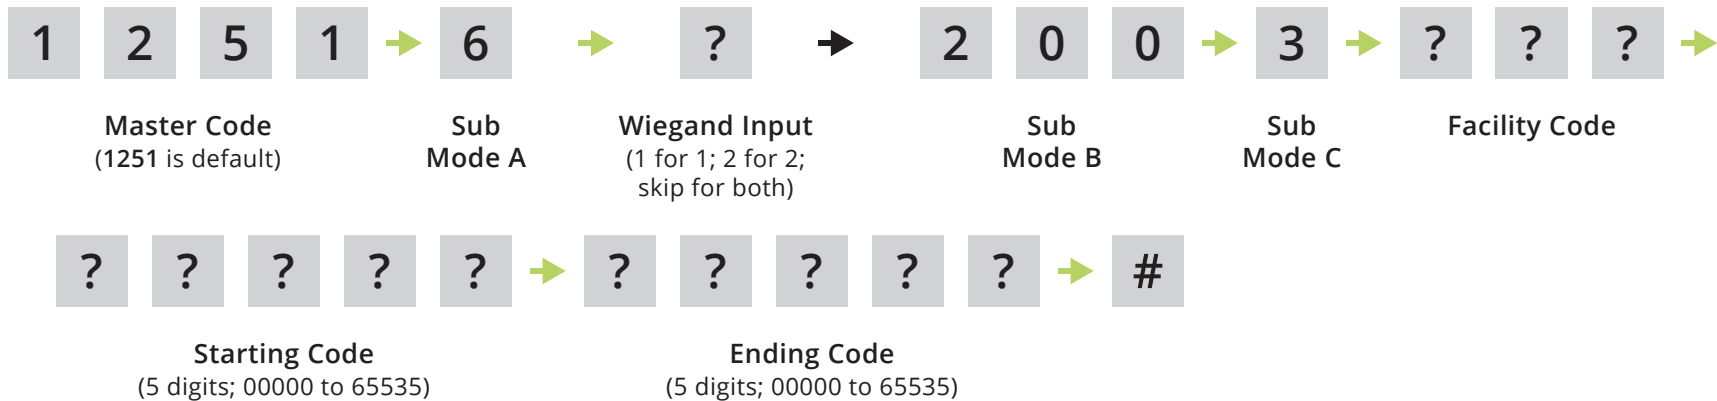 1 2 5 1 6 ? 2 0 0 3 ? ? ?
Master Code Sub Wiegand Input Sub Sub Facility Code
(1251 is default) Mode A (1 for 1; 2 for 2; Mode B Mode C
skip for both)
? ? ? ? ? ? ? ? ? ? #
Starting Code Ending Code
(5 digits; 00000 to 65535) (5 digits; 00000 to 65535)